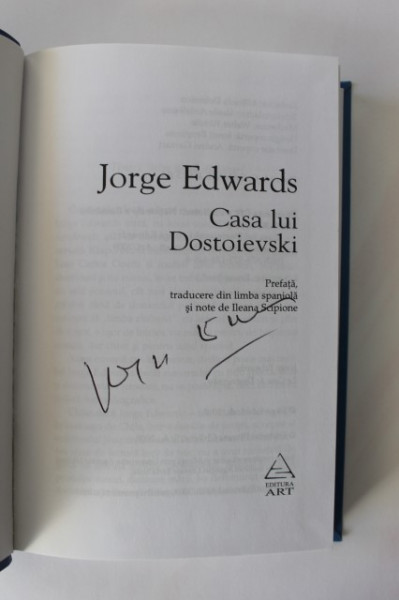 Jorge Edwards
Casa lui
Dostoievski
Prefață,
traducere din limba spaniolă
și note de Ileana Scipione
EDITURA
ART